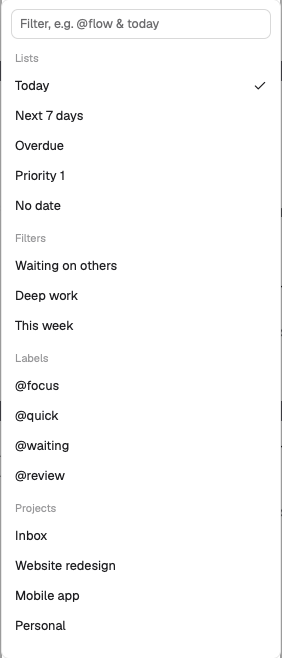 Filter, e.g. @flow & today
Lists
Today
Next 7 days
Overdue
Priority 1
No date
Filters
Waiting on others
Deep work
This week
Labels
@focus
@quick
@waiting
@review
Projects
Inbox
Website redesign
Mobile app
Personal